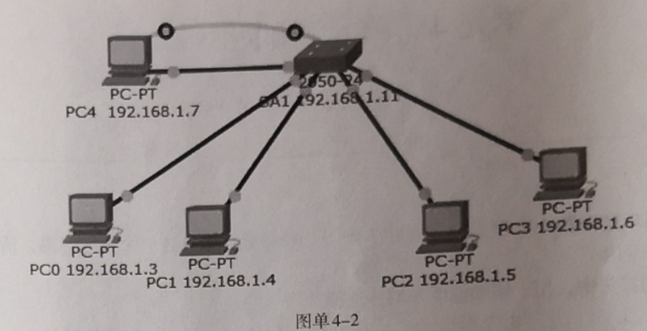 2950-24
SA1 192.168.1.11
PC-PT
PC4 192.168.1.7
PC-PT
PC3 192.168.1.6
PC-PT
PC0 192.168.1.3
PC-PT
PC1 192.168.1.4
PC-PT
PC2 192.168.1.5
图单4-2